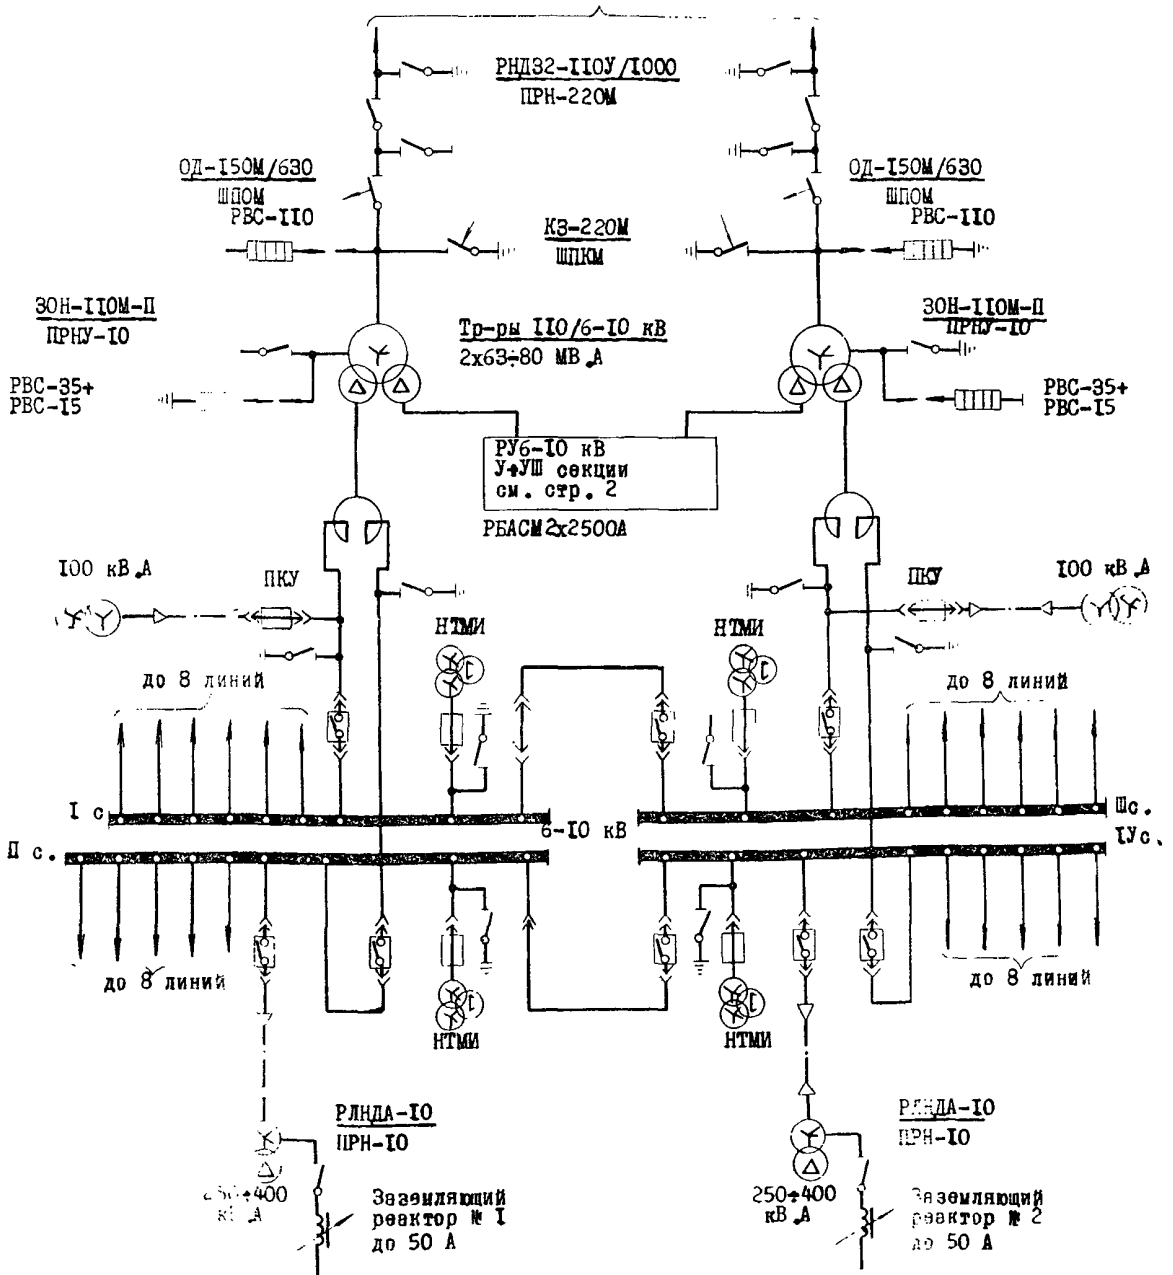 РНДЗ2-110У/1000
ПРН-220М
ОД-150М/630
ШПОМ
РВС-110
ОД-150М/630
ШПОМ
РВС-110
КЗ-220М
ШПКМ
ЗОН-110М-П
ПРНУ-10
ЗОН-110М-П
ПРНУ-10
Тр-ры 110/6-10 кВ
2х63÷80 МВ.А
РВС-35+
РВС-15
РВС-35+
РВС-15
РУ6-10 кВ
У÷УШ секции
см. стр. 2
РБАСМ2х2500А
100 кВ.А
ПКУ
ПКУ
100 кВ.А
НТМИ
НТМИ
до 8 линий
до 8 линий
I с
Шс.
6-10 кВ
П с.
IУс.
до 8 линий
до 8 линий
НТМИ
НТМИ
РЛНДА-10
ПРН-10
РЛНДА-10
ПРН-10
250÷400
кВ.А
Заземляющий
реактор № I
до 50 А
250÷400
кВ.А
Заземляющий
реактор № 2
до 50 А